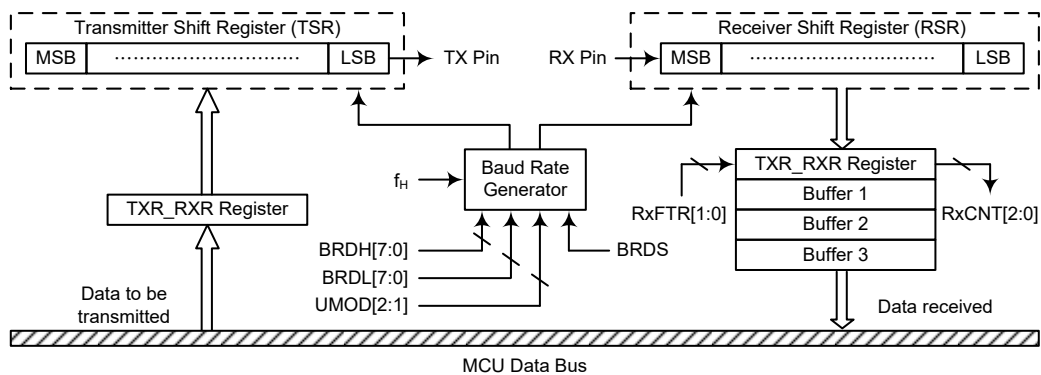 Transmitter Shift Register (TSR)
MSB
LSB
TX Pin
Receiver Shift Register (RSR)
RX Pin
MSB
LSB
Baud Rate
Generator
fH
BRDH[7:0]
BRDL[7:0]
UMOD[2:1]
BRDS
TXR_RXR Register
Data to be
transmitted
TXR_RXR Register
Buffer 1
Buffer 2
Buffer 3
RxFTR[1:0]
RxCNT[2:0]
Data received
MCU Data Bus